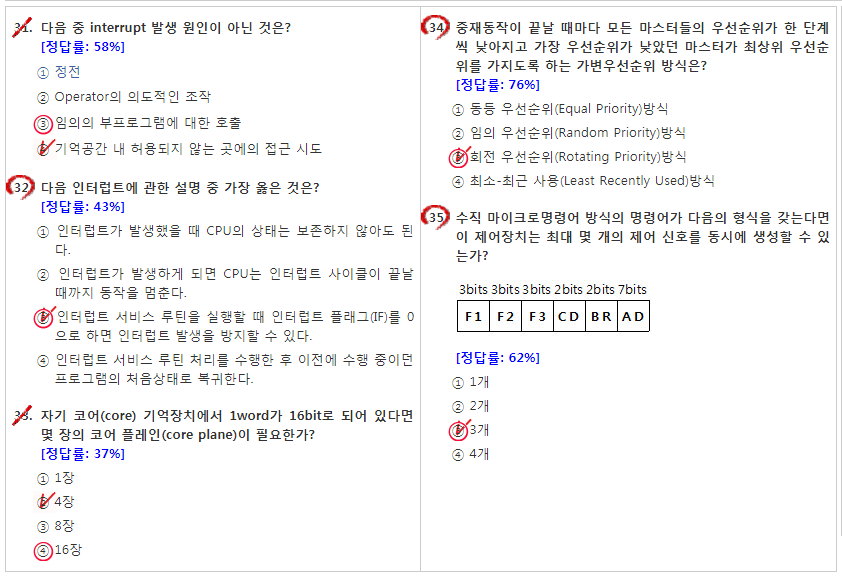 31. 다음 중 interrupt 발생 원인이 아닌 것은?
[정답률: 58%]
① 정전
② Operator의 의도적인 조작
③ 임의의 부프로그램에 대한 호출
④ 기억공간 내 허용되지 않는 곳에의 접근 시도
32. 다음 인터럽트에 관한 설명 중 가장 옳은 것은?
[정답률: 43%]
① 인터럽트가 발생했을 때 CPU의 상태는 보존하지 않아도 된
다.
② 인터럽트가 발생하게 되면 CPU는 인터럽트 사이클이 끝날
때까지 동작을 멈춘다.
③ 인터럽트 서비스 루틴을 실행할 때 인터럽트 플래그(IF)를 0
으로 하면 인터럽트 발생을 방지할 수 있다.
④ 인터럽트 서비스 루틴 처리를 수행한 후 이전에 수행 중이던
프로그램의 처음상태로 복귀한다.
33. 자기 코어(core) 기억장치에서 1word가 16bit로 되어 있다면
몇 장의 코어 플레인(core plane)이 필요한가?
[정답률: 37%]
① 1장
② 4장
③ 8장
④ 16장
34. 중재동작이 끝날 때마다 모든 마스터들의 우선순위가 한 단계
씩 낮아지고 가장 우선순위가 낮았던 마스터가 최상위 우선순
위를 가지도록 하는 가변우선순위 방식은?
[정답률: 76%]
① 동등 우선순위(Equal Priority)방식
② 임의 우선순위(Random Priority)방식
③ 회전 우선순위(Rotating Priority)방식
④ 최소-최근 사용(Least Recently Used)방식
35. 수직 마이크로명령어 방식의 명령어가 다음의 형식을 갖는다면
이 제어장치는 최대 몇 개의 제어 신호를 동시에 생성할 수 있
는가?
3bits 3bits 3bits 2bits 2bits 7bits
F1 F2 F3 CD BR AD
[정답률: 62%]
① 1개
② 2개
③ 3개
④ 4개